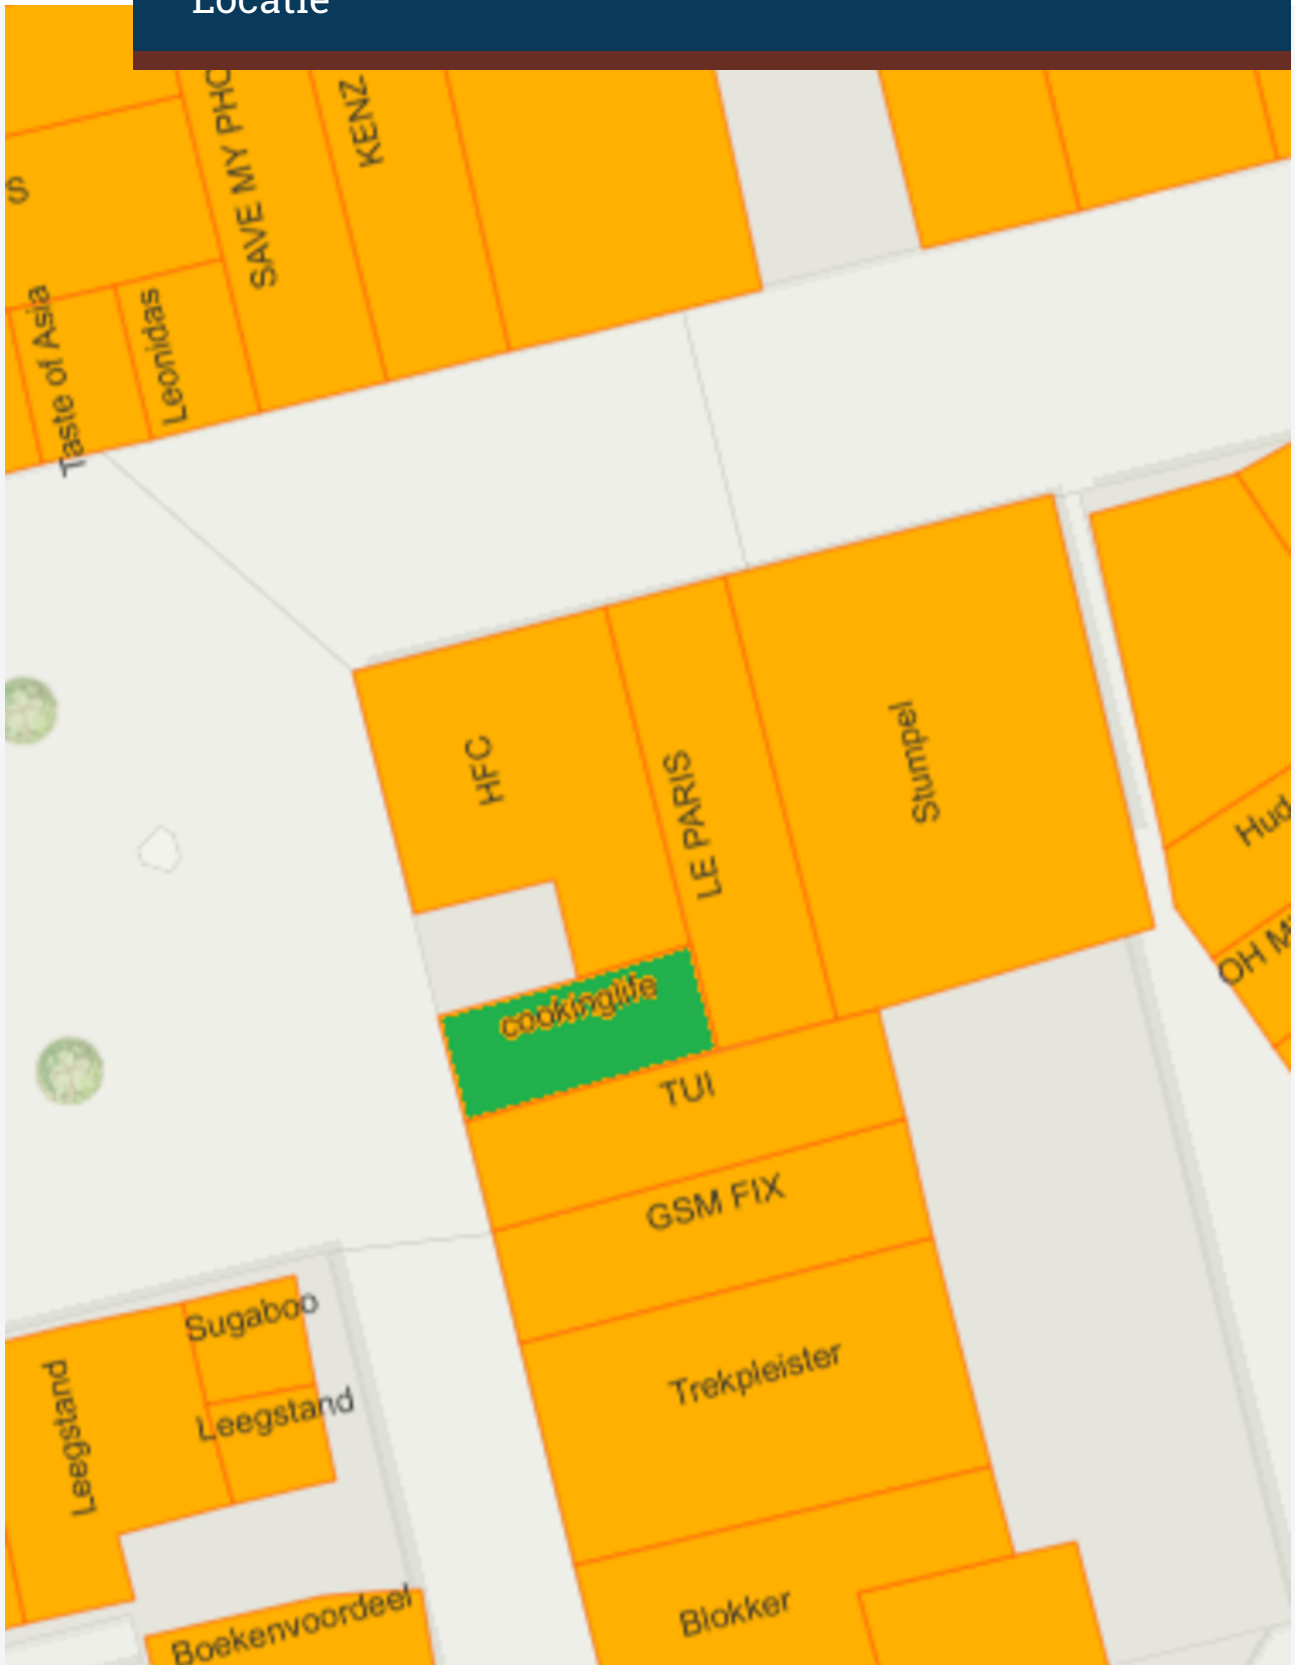 Locatie
SAVE MY PHO
KENZ
S
Taste of Asia
Leonidas
HFC
LE PARIS
Stumpel
Hud
OH M
cookinglife
TUI
GSM FIX
Sugaboo
Leegstand
Leegstand
Trekpleister
Blokker
Boekenvoordeel